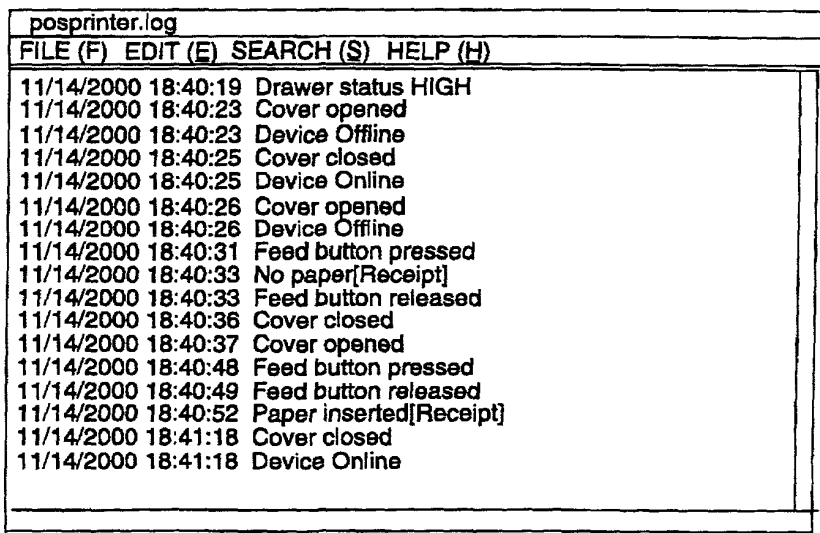 posprinter.log
FILE (F) EDIT (E) SEARCH (S) HELP (H)
11/14/2000 18:40:19 Drawer status HIGH
11/14/2000 18:40:23 Cover opened
11/14/2000 18:40:23 Device Offline
11/14/2000 18:40:25 Cover closed
11/14/2000 18:40:25 Device Online
11/14/2000 18:40:26 Cover opened
11/14/2000 18:40:26 Device Offline
11/14/2000 18:40:31 Feed button pressed
11/14/2000 18:40:33 No paper[Receipt]
11/14/2000 18:40:33 Feed button released
11/14/2000 18:40:36 Cover closed
11/14/2000 18:40:37 Cover opened
11/14/2000 18:40:48 Feed button pressed
11/14/2000 18:40:49 Feed button released
11/14/2000 18:40:52 Paper inserted[Receipt]
11/14/2000 18:41:18 Cover closed
11/14/2000 18:41:18 Device Online